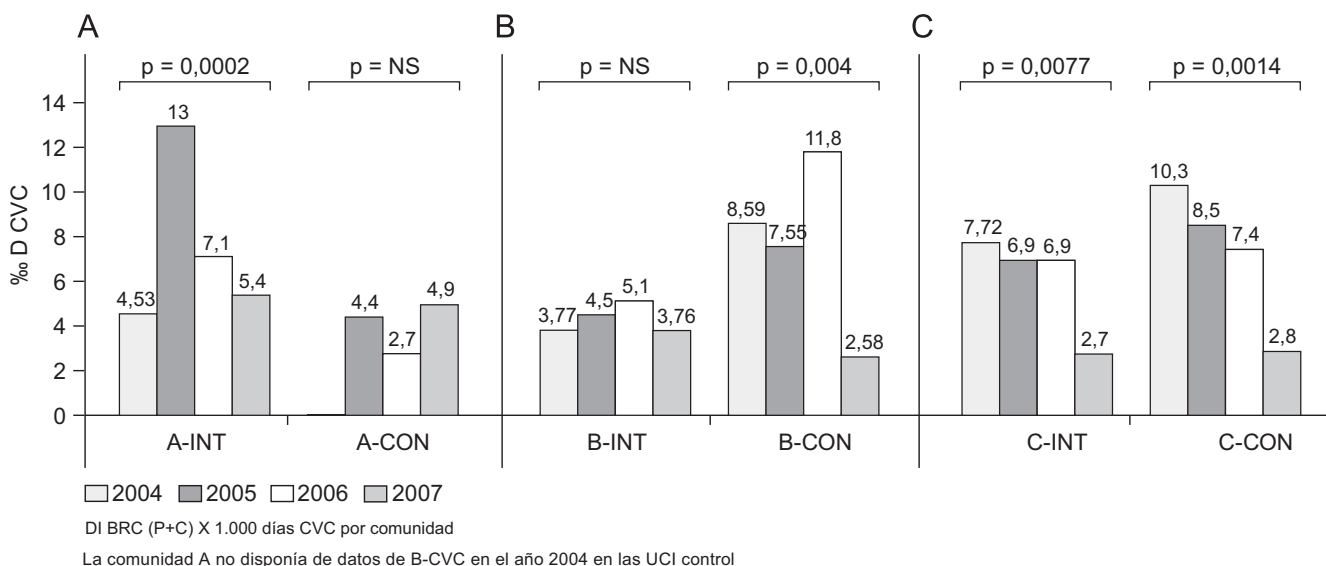 A B C
p = 0,0002 p = NS p = NS p = 0,004 p = 0,0077 p = 0,0014
‰ D CVC
14
12
10
8
6
4
2
0
4,53 13 7,1 5,4
4,4 2,7 4,9
3,77 4,5 5,1 3,76
8,59 7,55 11,8 2,58
7,72 6,9 6,9 2,7
10,3 8,5 7,4 2,8
A-INT A-CON B-INT B-CON C-INT C-CON
2004 2005 2006 2007
DI BRC (P+C) X 1.000 días CVC por comunidad
La comunidad A no disponía de datos de B-CVC en el año 2004 en las UCI control